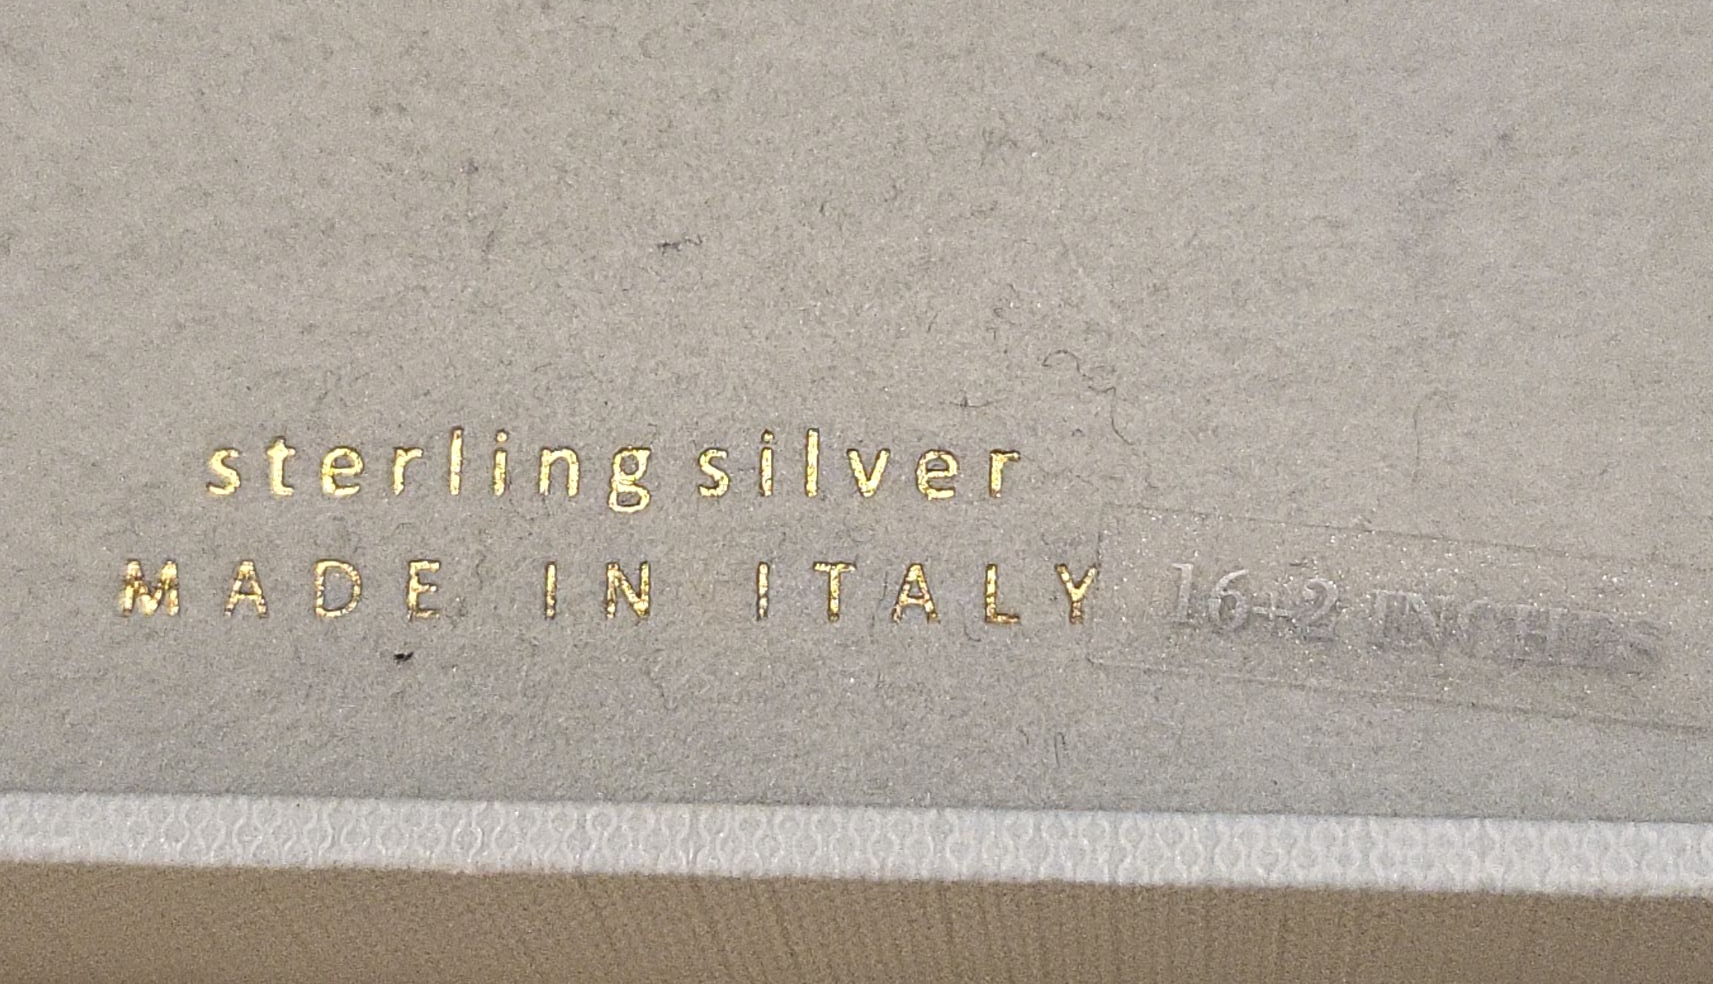 sterling silver
MADE IN ITALY
16+2 INCHES